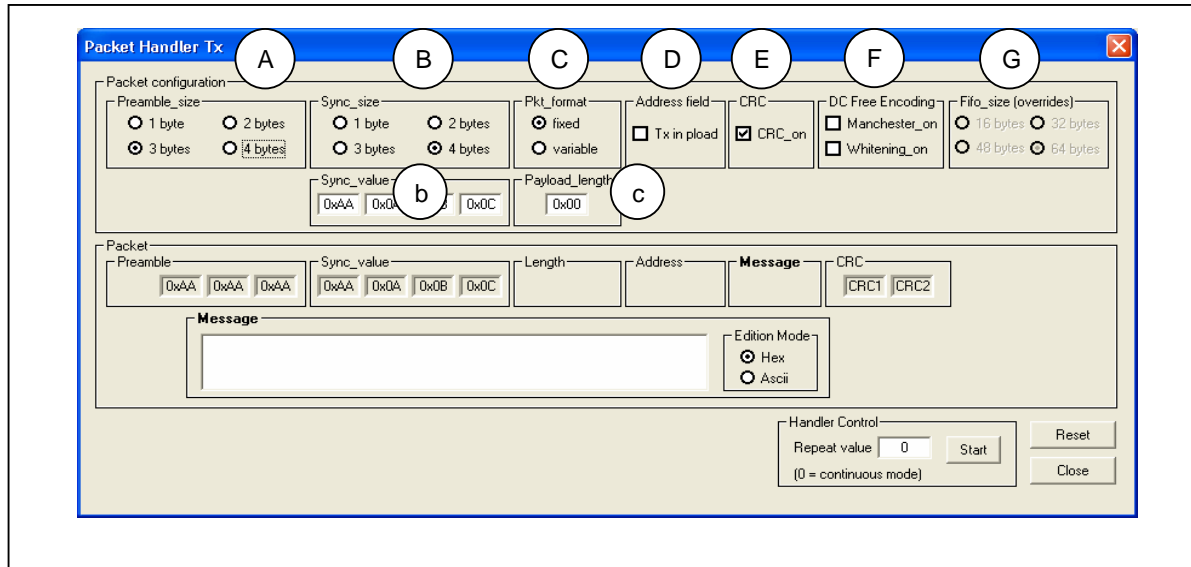 Packet Handler Tx
A B C D E F G
Packet configuration
Preamble_size Sync_size Pkt_format Address field CRC DC Free Encoding Fifo_size (overrides)
1 byte 2 bytes 1 byte 2 bytes fixed Tx in pload CRC_on Manchester_on 16 bytes 32 bytes
3 bytes 4 bytes 3 bytes 4 bytes variable Whitening_on 48 bytes 64 bytes
Sync_value b Payload_length c
0xAA 0x0C 0x00
Packet
Preamble Sync_value Length Address Message CRC
0xAA 0xAA 0xAA 0xAA 0x0A 0x0B 0x0C CRC1 CRC2
Message
Edition Mode
Hex
Ascii
Handler Control
Repeat value 0 Start
(0 = continuous mode)
Reset
Close